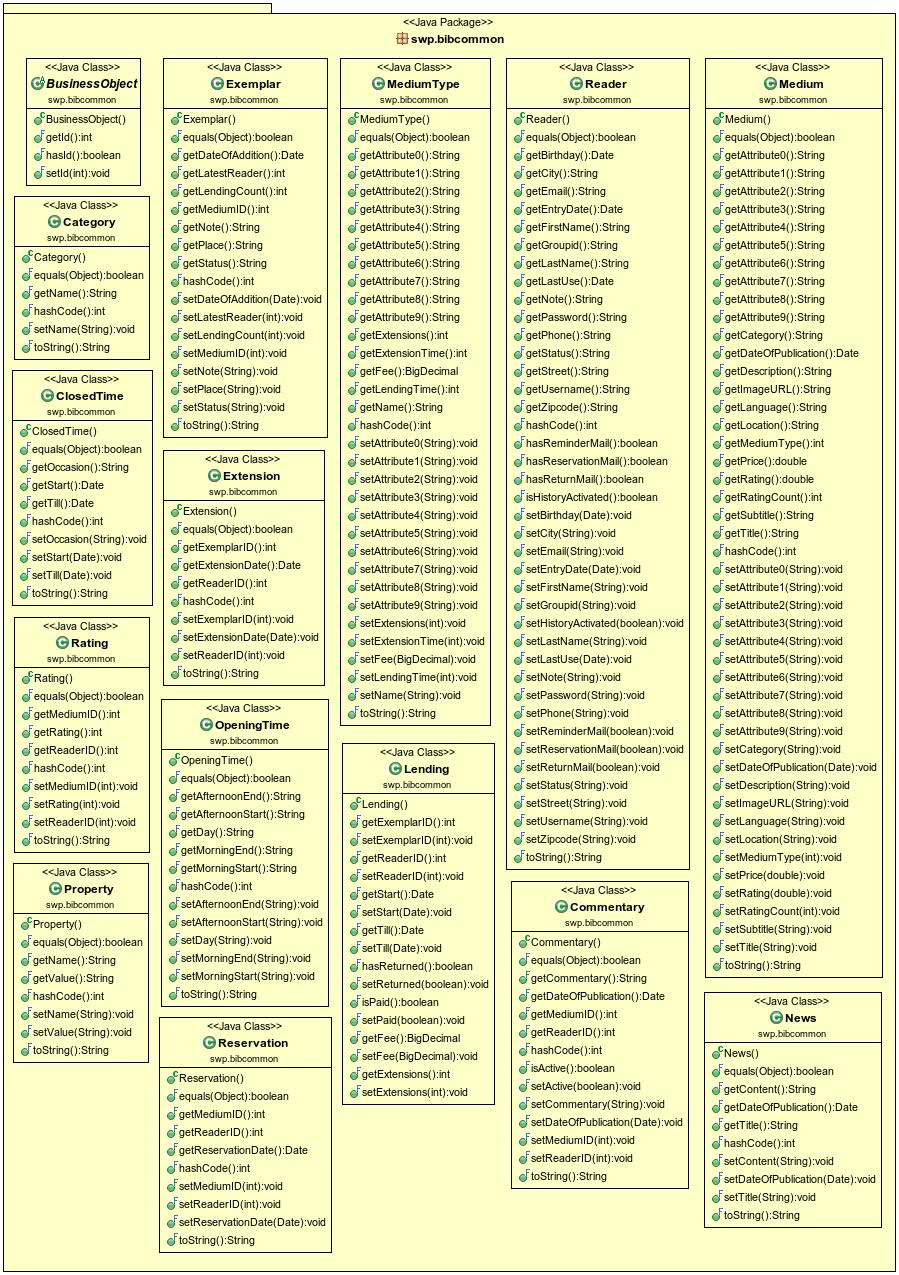 <<Java Package>>
swp.bibcommon
<<Java Class>>
BusinessObject
swp.bibcommon
BusinessObject()
getId():int
hasId():boolean
setId(int):void
<<Java Class>>
Category
swp.bibcommon
Category()
equals(Object):boolean
getName():String
hashCode():int
setName(String):void
toString():String
<<Java Class>>
ClosedTime
swp.bibcommon
ClosedTime()
equals(Object):boolean
getOccasion():String
getStart():Date
getTill():Date
hashCode():int
setOccasion(String):void
setStart(Date):void
setTill(Date):void
toString():String
<<Java Class>>
Rating
swp.bibcommon
Rating()
equals(Object):boolean
getMediumID():int
getRating():int
getReaderID():int
hashCode():int
setMediumID(int):void
setRating(int):void
setReaderID(int):void
toString():String
<<Java Class>>
Property
swp.bibcommon
Property()
equals(Object):boolean
getName():String
getValue():String
hashCode():int
setName(String):void
setValue(String):void
toString():String
<<Java Class>>
Exemplar
swp.bibcommon
Exemplar()
equals(Object):boolean
getDateOfAddition():Date
getLatestReader():int
getLendingCount():int
getMediumID():int
getNote():String
getPlace():String
getStatus():String
hashCode():int
setDateOfAddition(Date):void
setLatestReader(int):void
setLendingCount(int):void
setMediumID(int):void
setNote(String):void
setPlace(String):void
setStatus(String):void
toString():String
<<Java Class>>
Extension
swp.bibcommon
Extension()
equals(Object):boolean
getExemplarID():int
getExtensionDate():Date
getReaderID():int
hashCode():int
setExemplarID(int):void
setExtensionDate(Date):void
setReaderID(int):void
toString():String
<<Java Class>>
OpeningTime
swp.bibcommon
OpeningTime()
equals(Object):boolean
getAfternoonEnd():String
getAfternoonStart():String
getDay():String
getMorningEnd():String
getMorningStart():String
hashCode():int
setAfternoonEnd(String):void
setAfternoonStart(String):void
setDay(String):void
setMorningEnd(String):void
setMorningStart(String):void
toString():String
<<Java Class>>
Reservation
swp.bibcommon
Reservation()
equals(Object):boolean
getMediumID():int
getReaderID():int
getReservationDate():Date
hashCode():int
setMediumID(int):void
setReaderID(int):void
setReservationDate(Date):void
toString():String
<<Java Class>>
MediumType
swp.bibcommon
MediumType()
equals(Object):boolean
getAttribute0():String
getAttribute1():String
getAttribute2():String
getAttribute3():String
getAttribute4():String
getAttribute5():String
getAttribute6():String
getAttribute7():String
getAttribute8():String
getAttribute9():String
getExtensions():int
getExtensionTime():int
getFee():BigDecimal
getLendingTime():int
getName():String
hashCode():int
setAttribute0(String):void
setAttribute1(String):void
setAttribute2(String):void
setAttribute3(String):void
setAttribute4(String):void
setAttribute5(String):void
setAttribute6(String):void
setAttribute7(String):void
setAttribute8(String):void
setAttribute9(String):void
setExtensions(int):void
setExtensionTime(int):void
setFee(BigDecimal):void
setLendingTime(int):void
setName(String):void
toString():String
<<Java Class>>
Lending
swp.bibcommon
Lending()
getExemplarID():int
setExemplarID(int):void
getReaderID():int
setReaderID(int):void
getStart():Date
setStart(Date):void
getTill():Date
setTill(Date):void
hasReturned():boolean
setReturned(boolean):void
isPaid():boolean
setPaid(boolean):void
getFee():BigDecimal
setFee(BigDecimal):void
getExtensions():int
setExtensions(int):void
<<Java Class>>
Reader
swp.bibcommon
Reader()
equals(Object):boolean
getBirthday():Date
getCity():String
getEmail():String
getEntryDate():Date
getFirstName():String
getGroupid():String
getLastName():String
getLastUse():Date
getNote():String
getPassword():String
getPhone():String
getStatus():String
getStreet():String
getUsername():String
getZipcode():String
hashCode():int
hasReminderMail():boolean
hasReservationMail():boolean
hasReturnMail():boolean
isHistoryActivated():boolean
setBirthday(Date):void
setCity(String):void
setEmail(String):void
setEntryDate(Date):void
setFirstName(String):void
setGroupid(String):void
setHistoryActivated(boolean):void
setLastName(String):void
setLastUse(Date):void
setNote(String):void
setPassword(String):void
setPhone(String):void
setReminderMail(boolean):void
setReservationMail(boolean):void
setReturnMail(boolean):void
setStatus(String):void
setStreet(String):void
setUsername(String):void
setZipcode(String):void
toString():String
<<Java Class>>
Commentary
swp.bibcommon
Commentary()
equals(Object):boolean
getCommentary():String
getDateOfPublication():Date
getMediumID():int
getReaderID():int
hashCode():int
isActive():boolean
setActive(boolean):void
setCommentary(String):void
setDateOfPublication(Date):void
setMediumID(int):void
setReaderID(int):void
toString():String
<<Java Class>>
Medium
swp.bibcommon
Medium()
equals(Object):boolean
getAttribute0():String
getAttribute1():String
getAttribute2():String
getAttribute3():String
getAttribute4():String
getAttribute5():String
getAttribute6():String
getAttribute7():String
getAttribute8():String
getAttribute9():String
getCategory():String
getDateOfPublication():Date
getDescription():String
getImageURL():String
getLanguage():String
getLocation():String
getMediumType():int
getPrice():double
getRating():double
getRatingCount():int
getSubtitle():String
getTitle():String
hashCode():int
setAttribute0(String):void
setAttribute1(String):void
setAttribute2(String):void
setAttribute3(String):void
setAttribute4(String):void
setAttribute5(String):void
setAttribute6(String):void
setAttribute7(String):void
setAttribute8(String):void
setAttribute9(String):void
setCategory(String):void
setDateOfPublication(Date):void
setDescription(String):void
setImageURL(String):void
setLanguage(String):void
setLocation(String):void
setMediumType(int):void
setPrice(double):void
setRating(double):void
setRatingCount(int):void
setSubtitle(String):void
setTitle(String):void
toString():String
<<Java Class>>
News
swp.bibcommon
News()
equals(Object):boolean
getContent():String
getDateOfPublication():Date
getTitle():String
hashCode():int
setContent(String):void
setDateOfPublication(Date):void
setTitle(String):void
toString():String